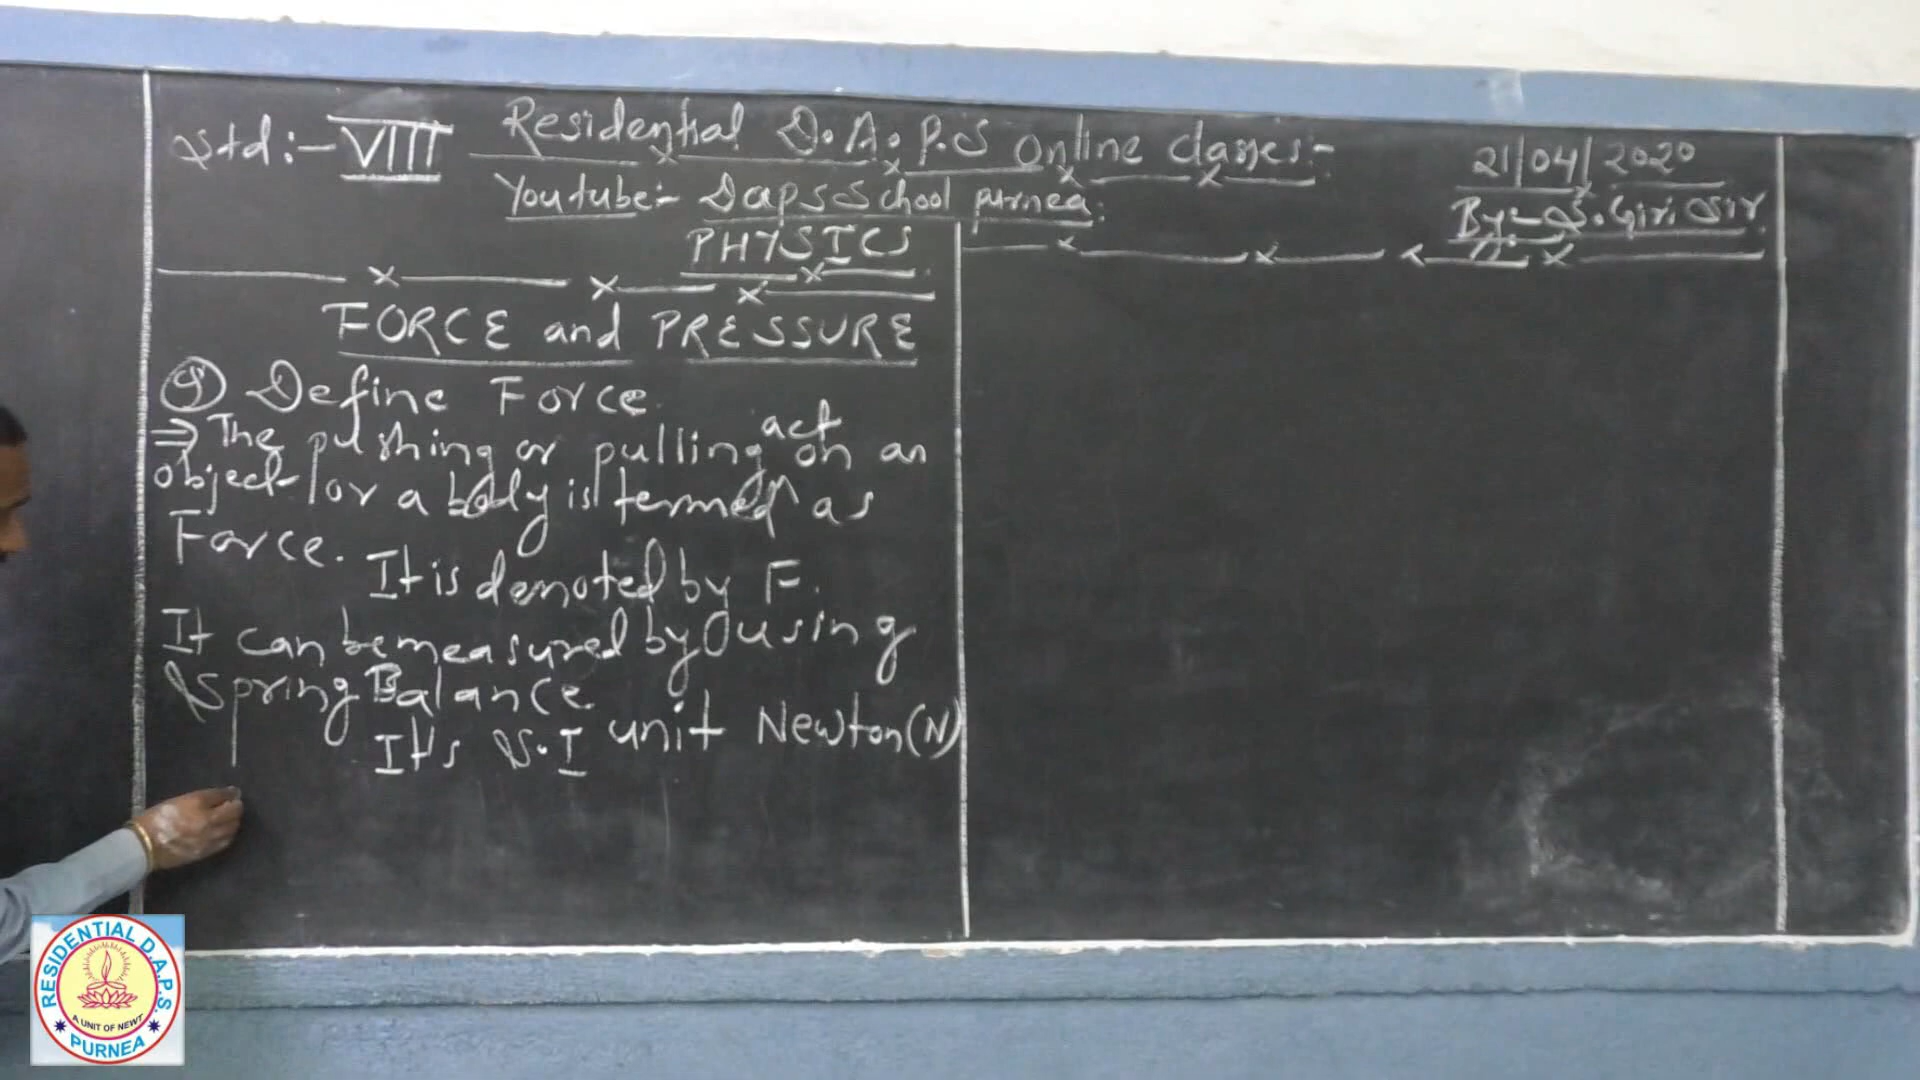 Std:- VIII Residential D.A.P.S online classes:-
21/04/2020
Youtube:- Daps School purnea:
By:- S. Giri. Sir.
PHYSICS
FORCE and PRESSURE
Define Force.
⇒ The pushing or pulling act on an
object or a body is termed as
Force.
It is denoted by F.
It can be measured by using
Spring Balance.
It's S.I unit Newton(N)
RESIDENTIAL D.A.P.S.
A UNIT OF NEWT
PURNEA